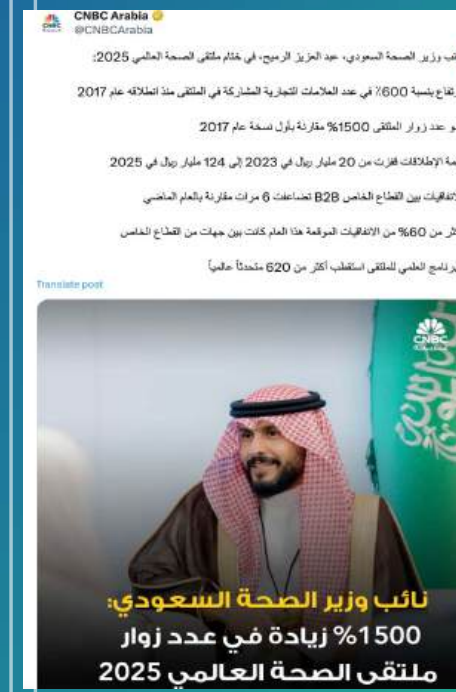 CNBC Arabia
@CNBCArabia
ئب وزير الصحة السعودي، عبد العزيز الرميح، في ختام ملتقى الصحة العالمي 2025:
رتفاع بنسبة 600٪ في عدد العلامات التجارية المشاركة في الملتقى منذ انطلاقه عام 2017
و عدد زوار الملتقى 1500% مقارنة بأول نسخة عام 2017
مة الإطلاقات قفزت من 20 مليار ريال في 2023 إلى 124 مليار ريال في 2025
لاتفاقيات بين القطاع الخاص B2B تضاعفت 6 مرات مقارنة بالعام الماضي
ثر من 60% من الاتفاقيات الموقعة هذا العام كانت بين جهات من القطاع الخاص
برنامج العلمي للملتقى استقطب أكثر من 620 متحدثاً عالمياً
Translate post
CNBC
نائب وزير الصحة السعودي:
1500% زيادة في عدد زوار
ملتقى الصحة العالمي 2025